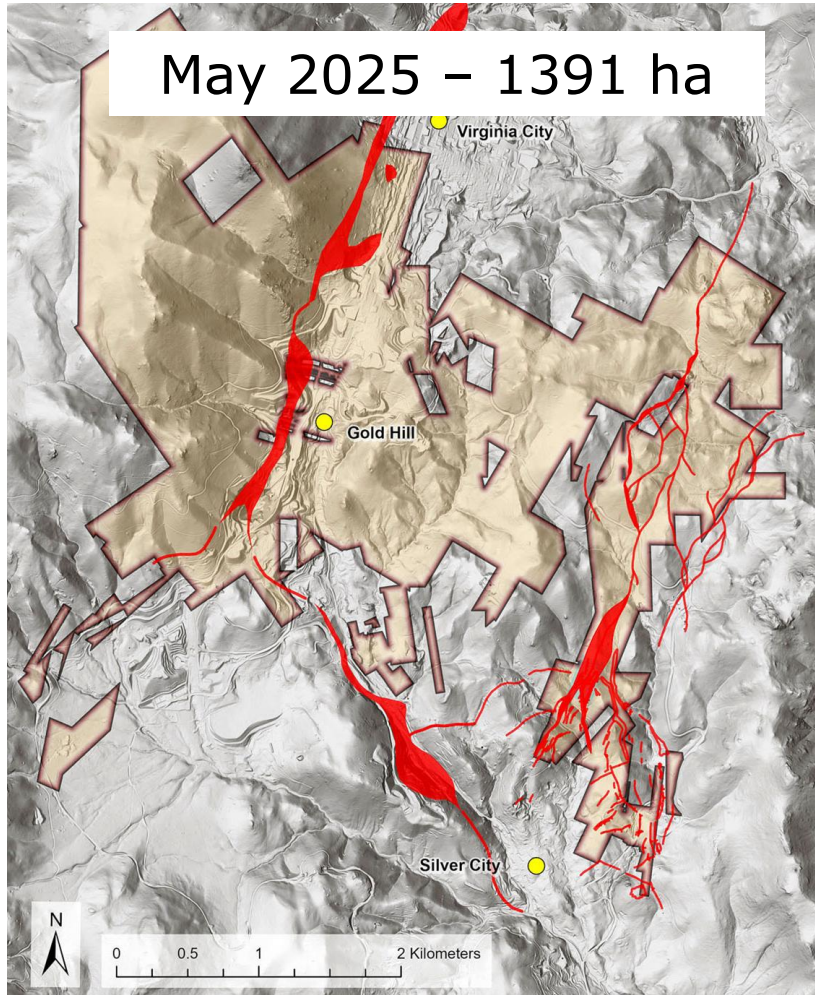 May 2025 – 1391 ha
Virginia City
Gold Hill
Silver City
N
0 0.5 1 2 Kilometers